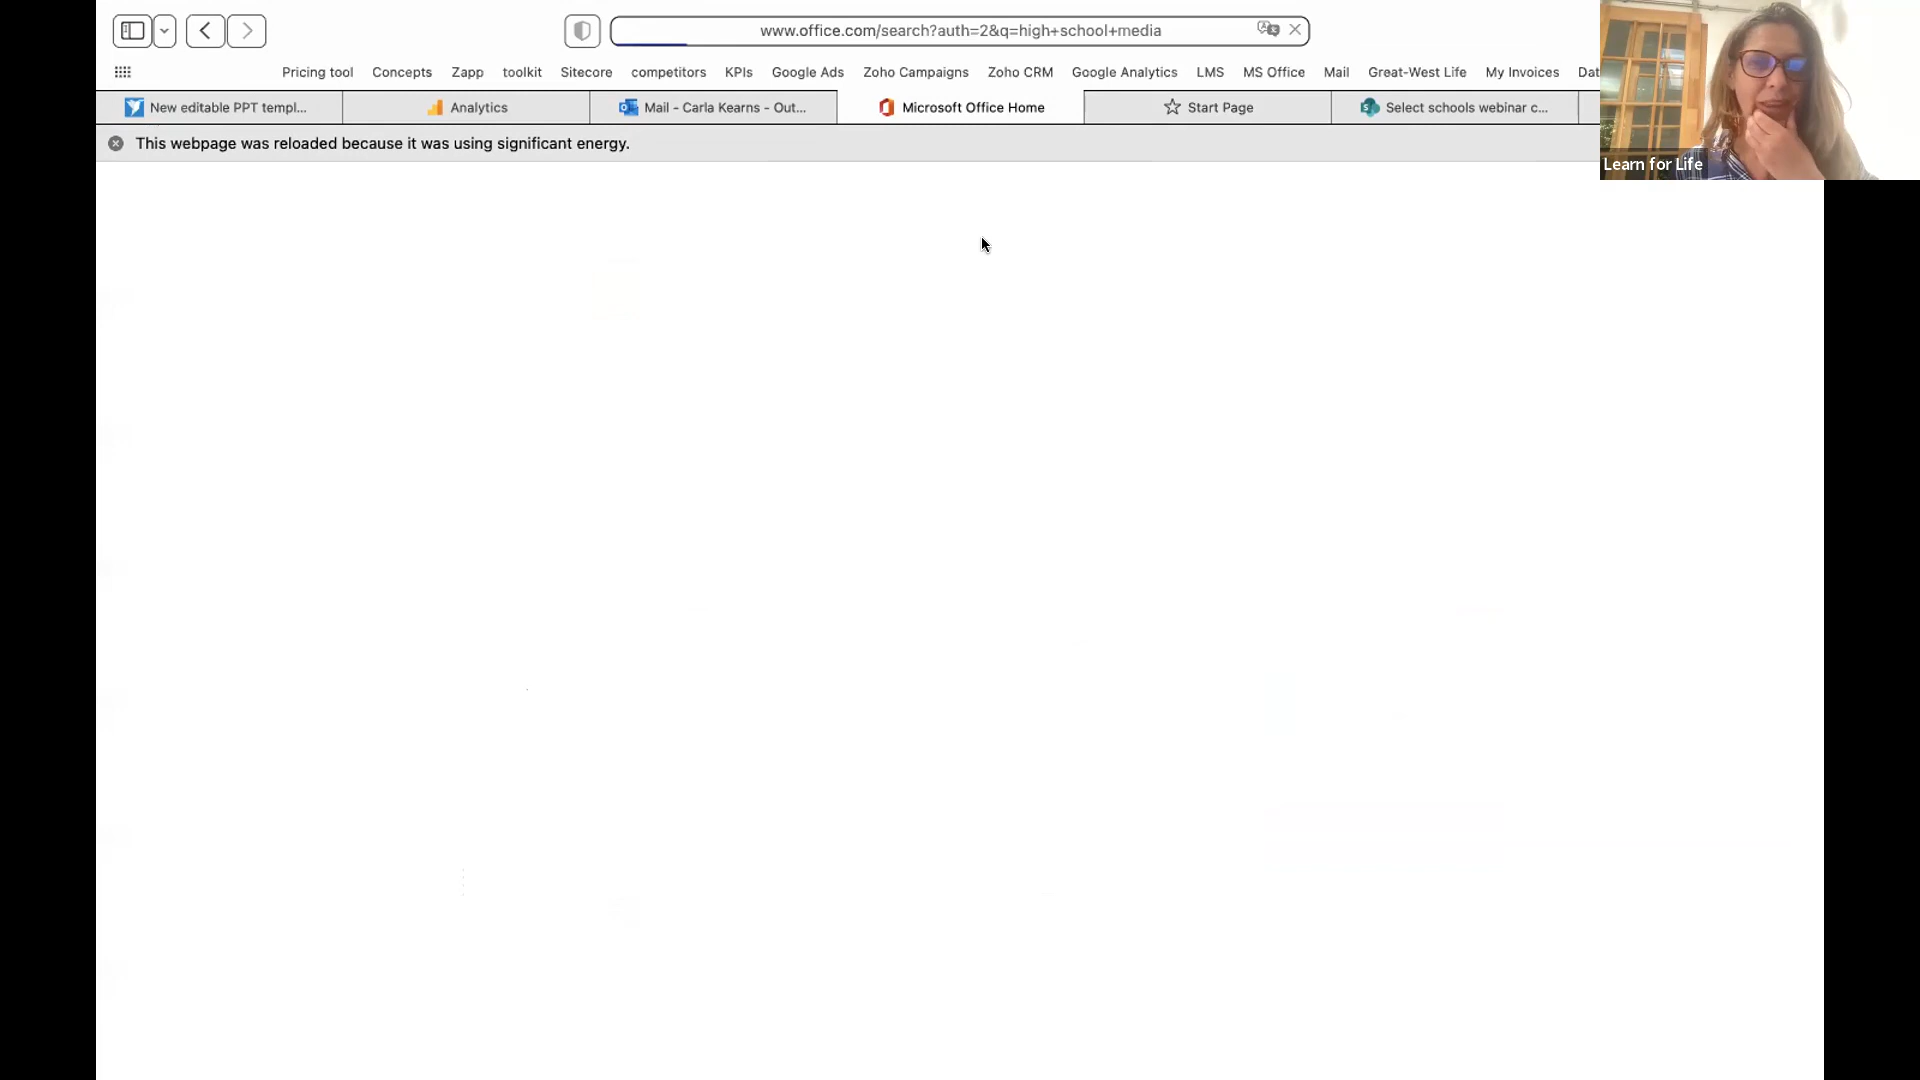 www.office.com/search?auth=2&q=high+school+media
Pricing tool Concepts Zapp toolkit Sitecore competitors KPIs Google Ads Zoho Campaigns Zoho CRM Google Analytics LMS MS Office Mail Great-West Life My Invoices Dat
New editable PPT templ... Analytics Mail - Carla Kearns - Out... Microsoft Office Home Start Page Select schools webinar c...
This webpage was reloaded because it was using significant energy.
Learn for Life